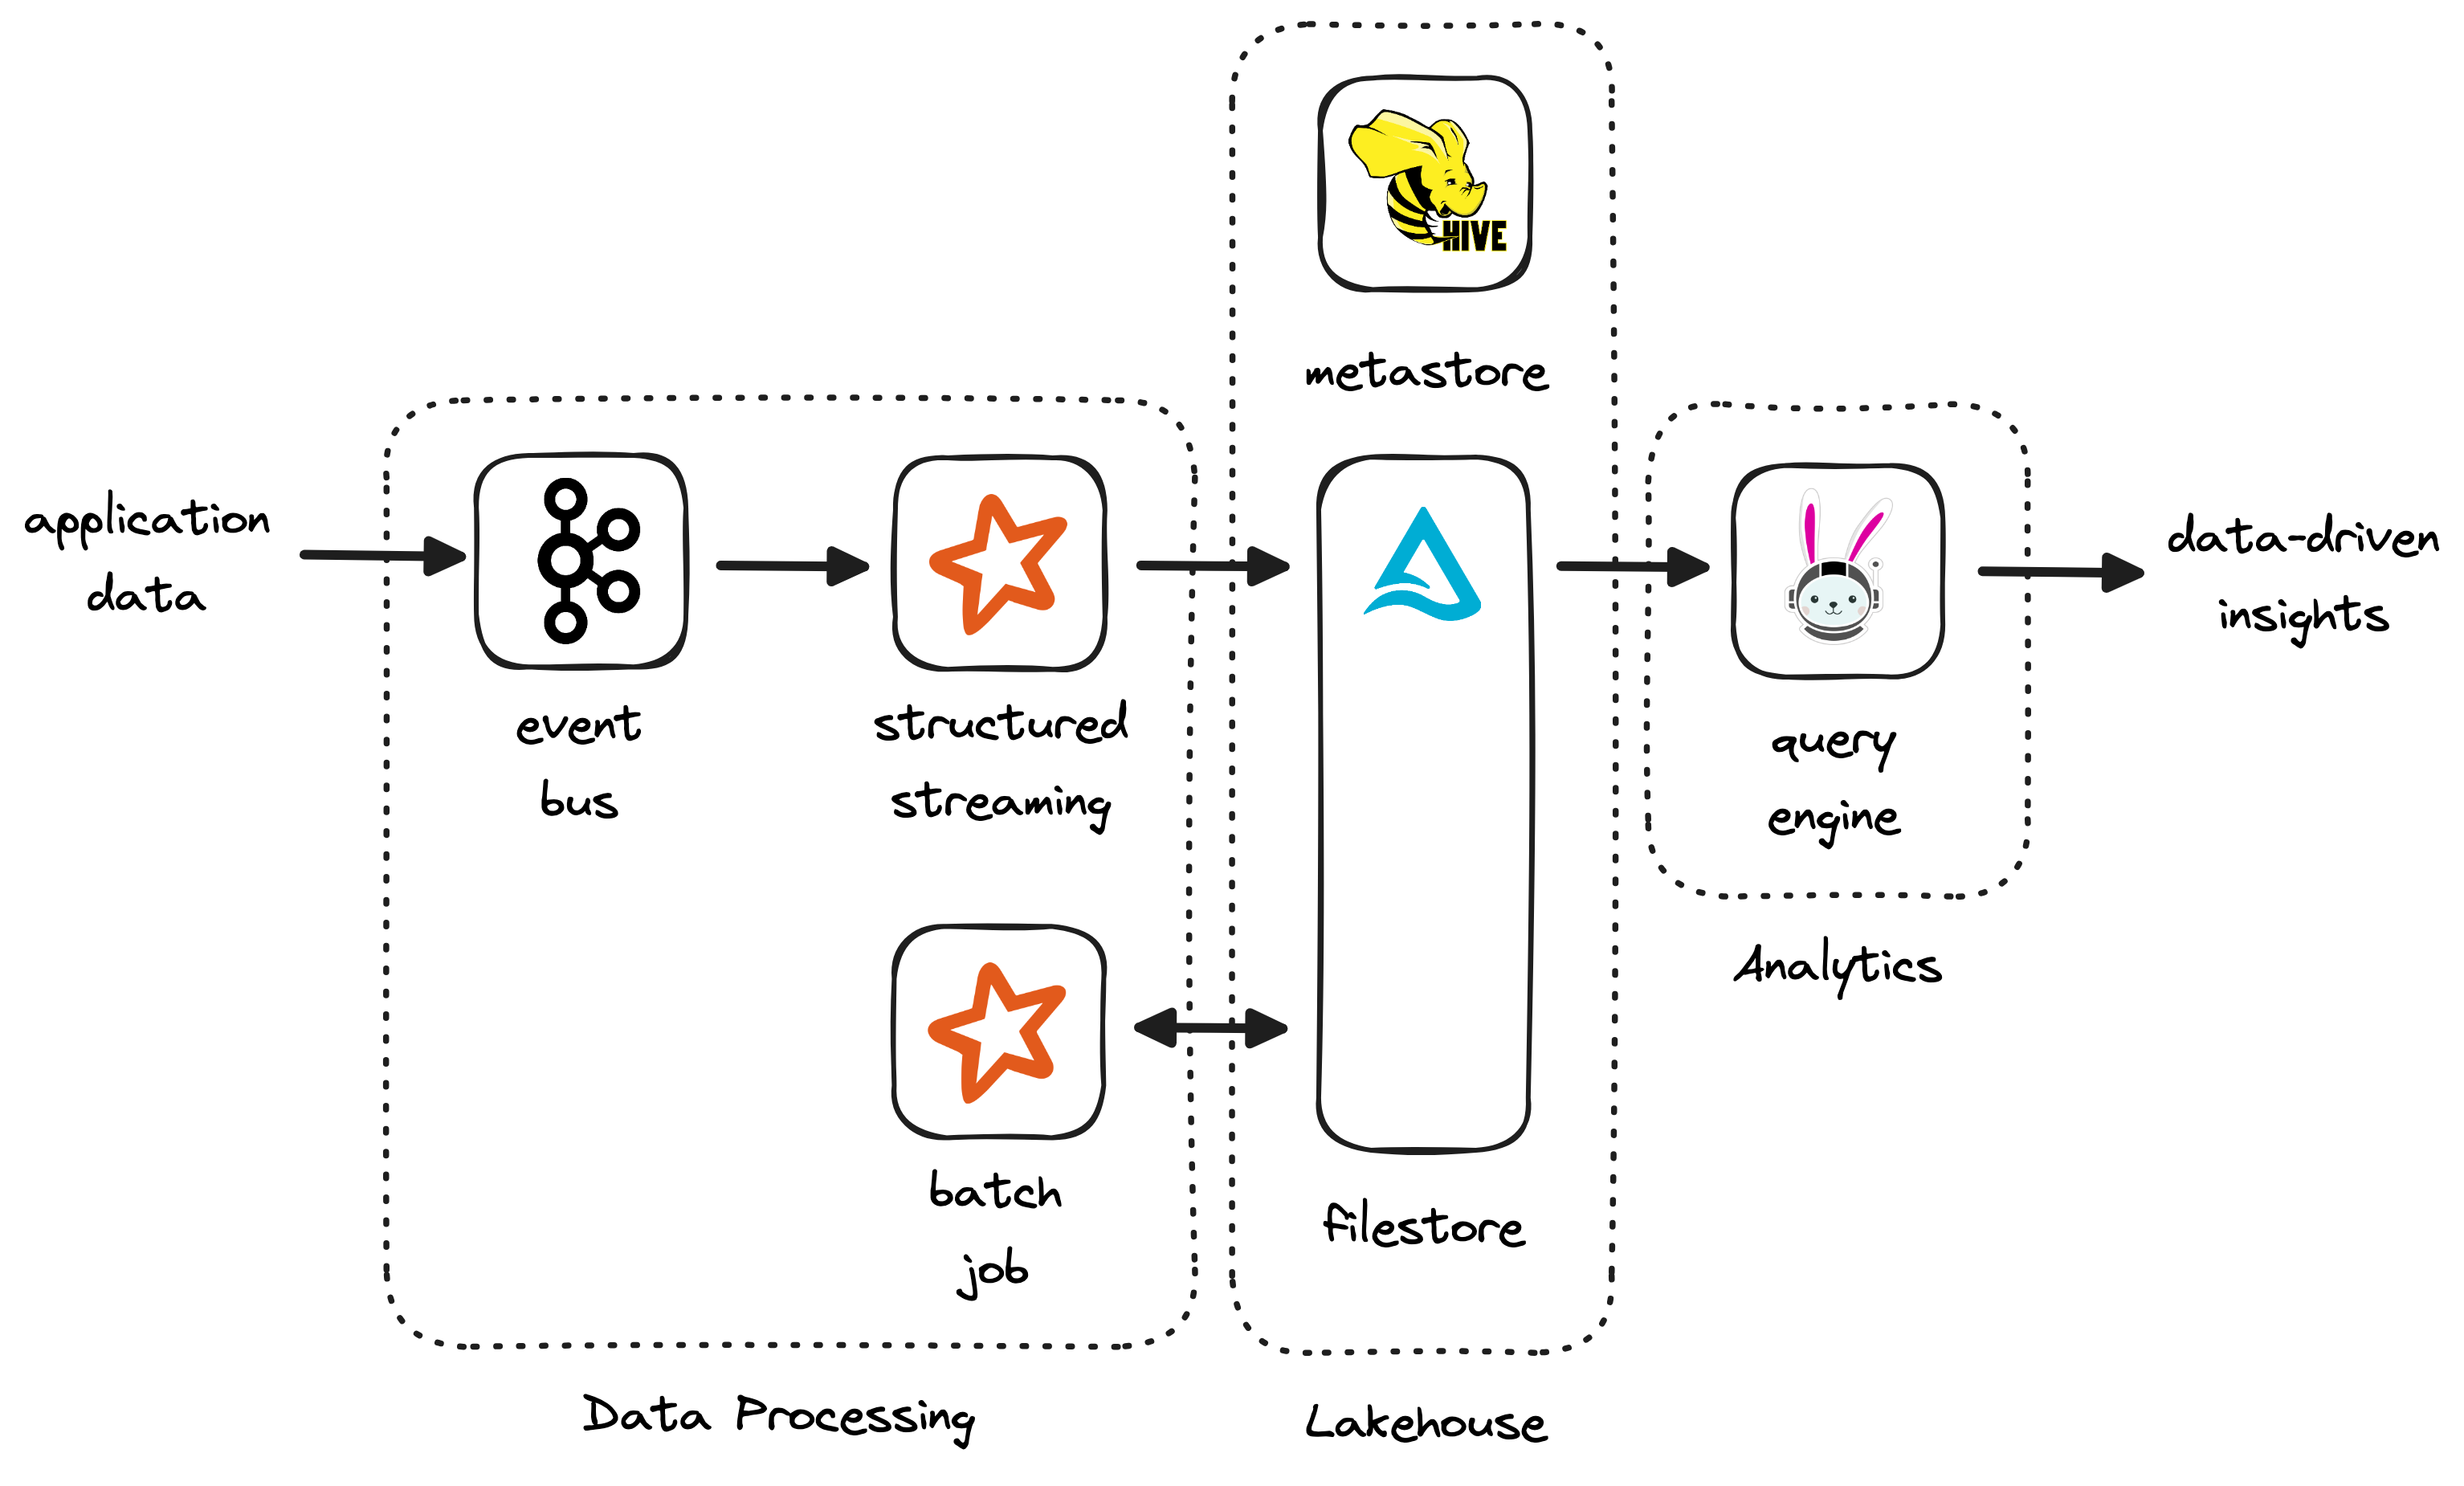 HIVE
metastore
application
data
event
bus
structured
streaming
batch
job
filestore
query
engine
Analytics
data-driven
insights
Data Processing
Lakehouse